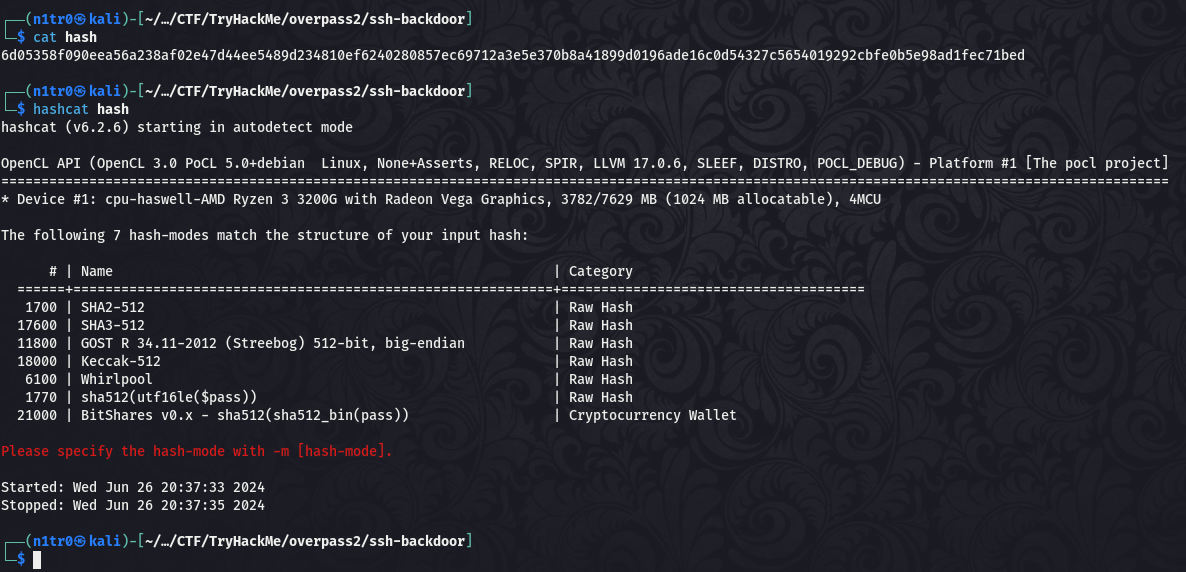 ┌──(n1tr0㉿kali)-[~/…/CTF/TryHackMe/overpass2/ssh-backdoor]
└─$ cat hash
6d05358f090eea56a238af02e47d44ee5489d234810ef6240280857ec69712a3e5e370b8a41899d0196ade16c0d54327c5654019292cbfe0b5e98ad1fec71bed
┌──(n1tr0㉿kali)-[~/…/CTF/TryHackMe/overpass2/ssh-backdoor]
└─$ hashcat hash
hashcat (v6.2.6) starting in autodetect mode
OpenCL API (OpenCL 3.0 PoCL 5.0+debian  Linux, None+Asserts, RELOC, SPIR, LLVM 17.0.6, SLEEF, DISTRO, POCL_DEBUG) - Platform #1 [The pocl project]
==================================================================================================================================================
* Device #1: cpu-haswell-AMD Ryzen 3 3200G with Radeon Vega Graphics, 3782/7629 MB (1024 MB allocatable), 4MCU
The following 7 hash-modes match the structure of your input hash:
      # | Name                                                       | Category
  ======+============================================================+======================================
   1700 | SHA2-512                                                   | Raw Hash
  17600 | SHA3-512                                                   | Raw Hash
  11800 | GOST R 34.11-2012 (Streebog) 512-bit, big-endian           | Raw Hash
  18000 | Keccak-512                                                 | Raw Hash
   6100 | Whirlpool                                                  | Raw Hash
   1770 | sha512(utf16le($pass))                                     | Raw Hash
  21000 | BitShares v0.x - sha512(sha512_bin(pass))                  | Cryptocurrency Wallet
Please specify the hash-mode with -m [hash-mode].
Started: Wed Jun 26 20:37:33 2024
Stopped: Wed Jun 26 20:37:35 2024
┌──(n1tr0㉿kali)-[~/…/CTF/TryHackMe/overpass2/ssh-backdoor]
└─$